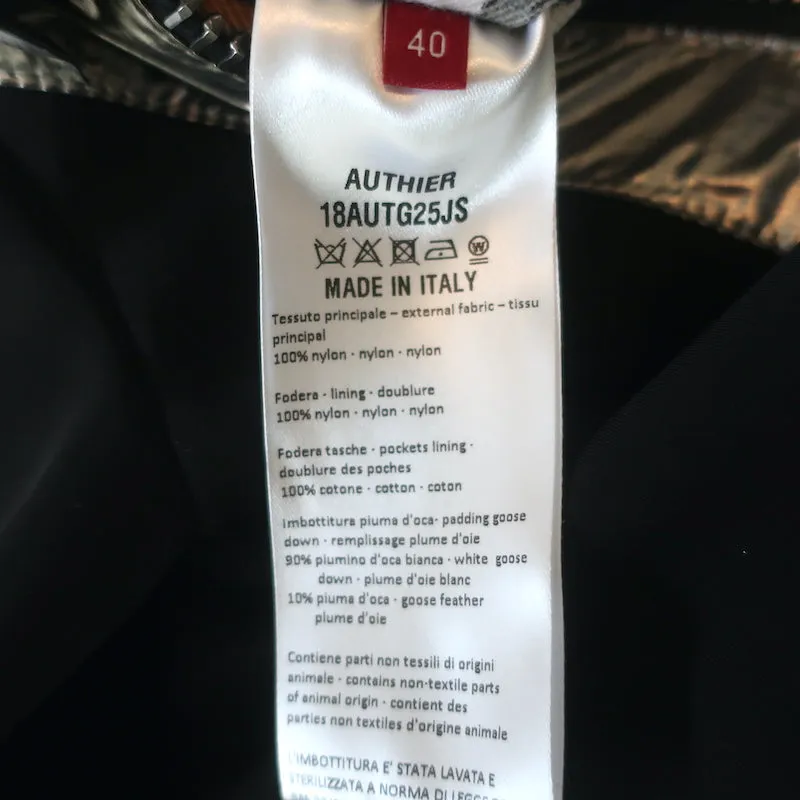 40
AUTHIER
18AUTG25JS
W
MADE IN ITALY
Tessuto principale – external fabric – tissu
principal
100% nylon · nylon · nylon
Fodera - lining - doublure
100% nylon · nylon · nylon
Fodera tasche · pockets lining ·
doublure des poches
100% cotone · cotton · coton
Imbottitura piuma d'oca- padding goose
down · remplissage plume d'oie
90% piumino d'oca bianca · white goose
down · plume d'oie blanc
10% piuma d'oca · goose feather
plume d'oie
Contiene parti non tessili di origini
animale · contains non-textile parts
of animal origin · contient des
parties non textiles d'origine animale
L'IMBOTTITURA E' STATA LAVATA E
STERILIZZATA A NORMA DI LEGGE